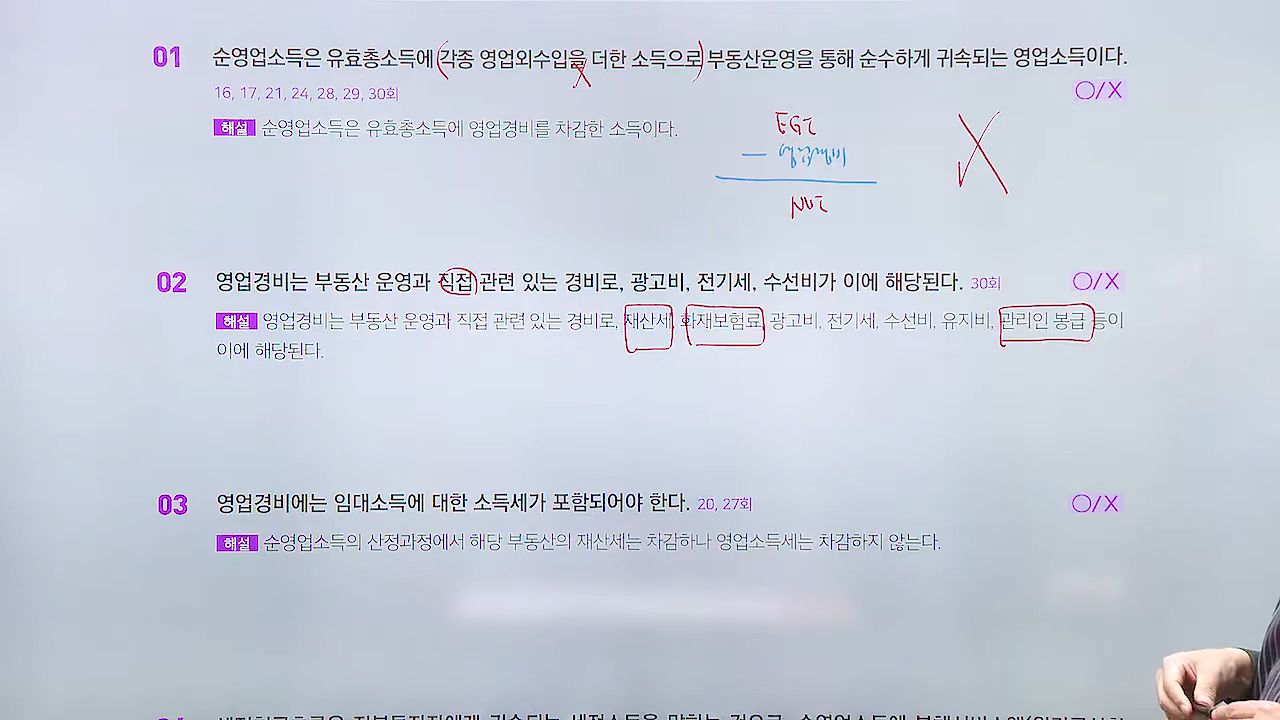 01 순영업소득은 유효총소득에 (각종 영업외수입을 더한 소득으로) 부동산운영을 통해 순수하게 귀속되는 영업소득이다.
16, 17, 21, 24, 28, 29, 30회 O/X
해설 순영업소득은 유효총소득에 영업경비를 차감한 소득이다.
EGI
— 영업경비
NOI
02 영업경비는 부동산 운영과 직접 관련 있는 경비로, 광고비, 전기세, 수선비가 이에 해당된다. 30회 O/X
해설 영업경비는 부동산 운영과 직접 관련 있는 경비로, 재산세, 화재보험료, 광고비, 전기세, 수선비, 유지비, 관리인 봉급 등이
이에 해당된다.
03 영업경비에는 임대소득에 대한 소득세가 포함되어야 한다. 20, 27회 O/X
해설 순영업소득의 산정과정에서 해당 부동산의 재산세는 차감하나 영업소득세는 차감하지 않는다.